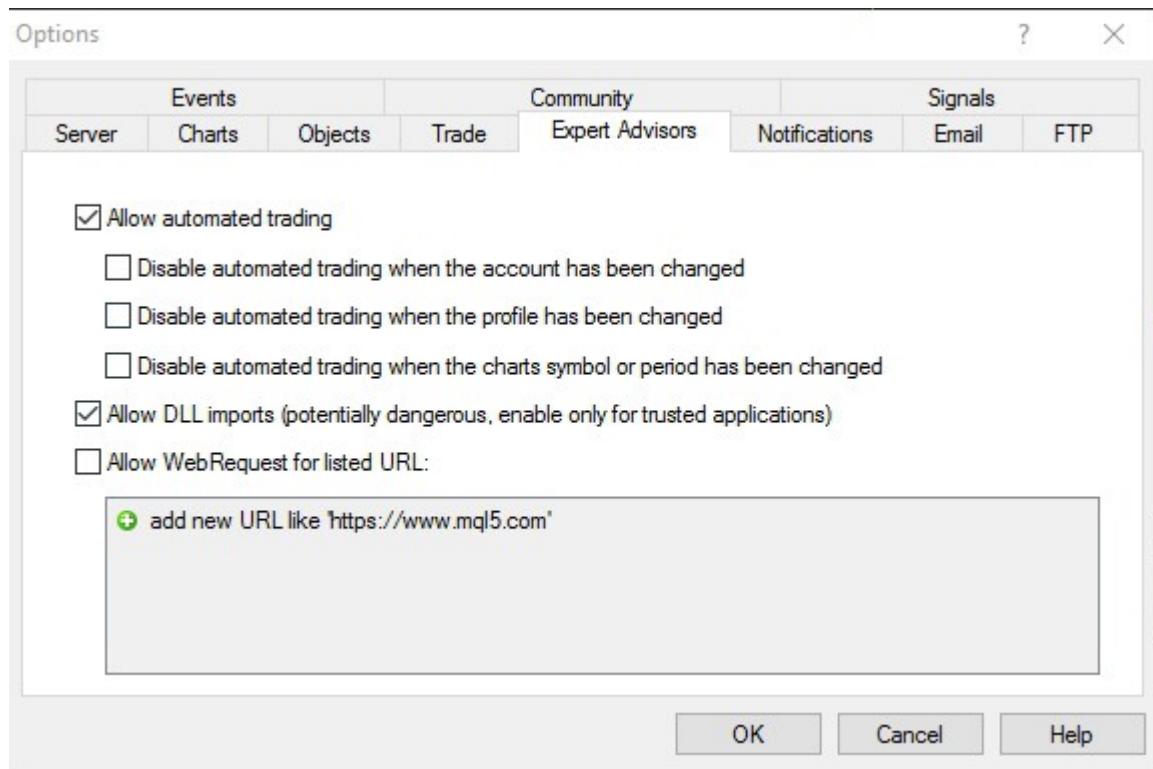 Options
Events Community Signals
Server Charts Objects Trade Expert Advisors Notifications Email FTP
Allow automated trading
Disable automated trading when the account has been changed
Disable automated trading when the profile has been changed
Disable automated trading when the charts symbol or period has been changed
Allow DLL imports (potentially dangerous, enable only for trusted applications)
Allow WebRequest for listed URL:
add new URL like 'https://www.mql5.com'
OK Cancel Help